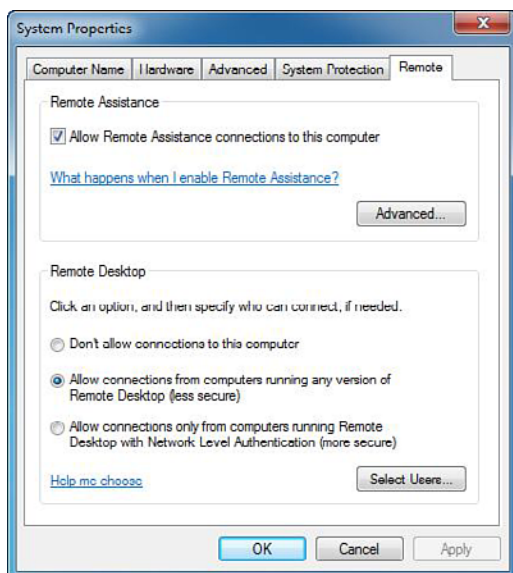 System Properties
Computer Name
Hardware
Advanced
System Protection
Remote
Remote Assistance
Allow Remote Assistance connections to this computer
What happens when I enable Remote Assistance?
Advanced...
Remote Desktop
Click an option, and then specify who can connect, if needed.
Don't allow connections to this computer
Allow connections from computers running any version of
Remote Desktop (less secure)
Allow connections only from computers running Remote
Desktop with Network Level Authentication (more secure)
Help me choose
Select Users...
OK
Cancel
Apply